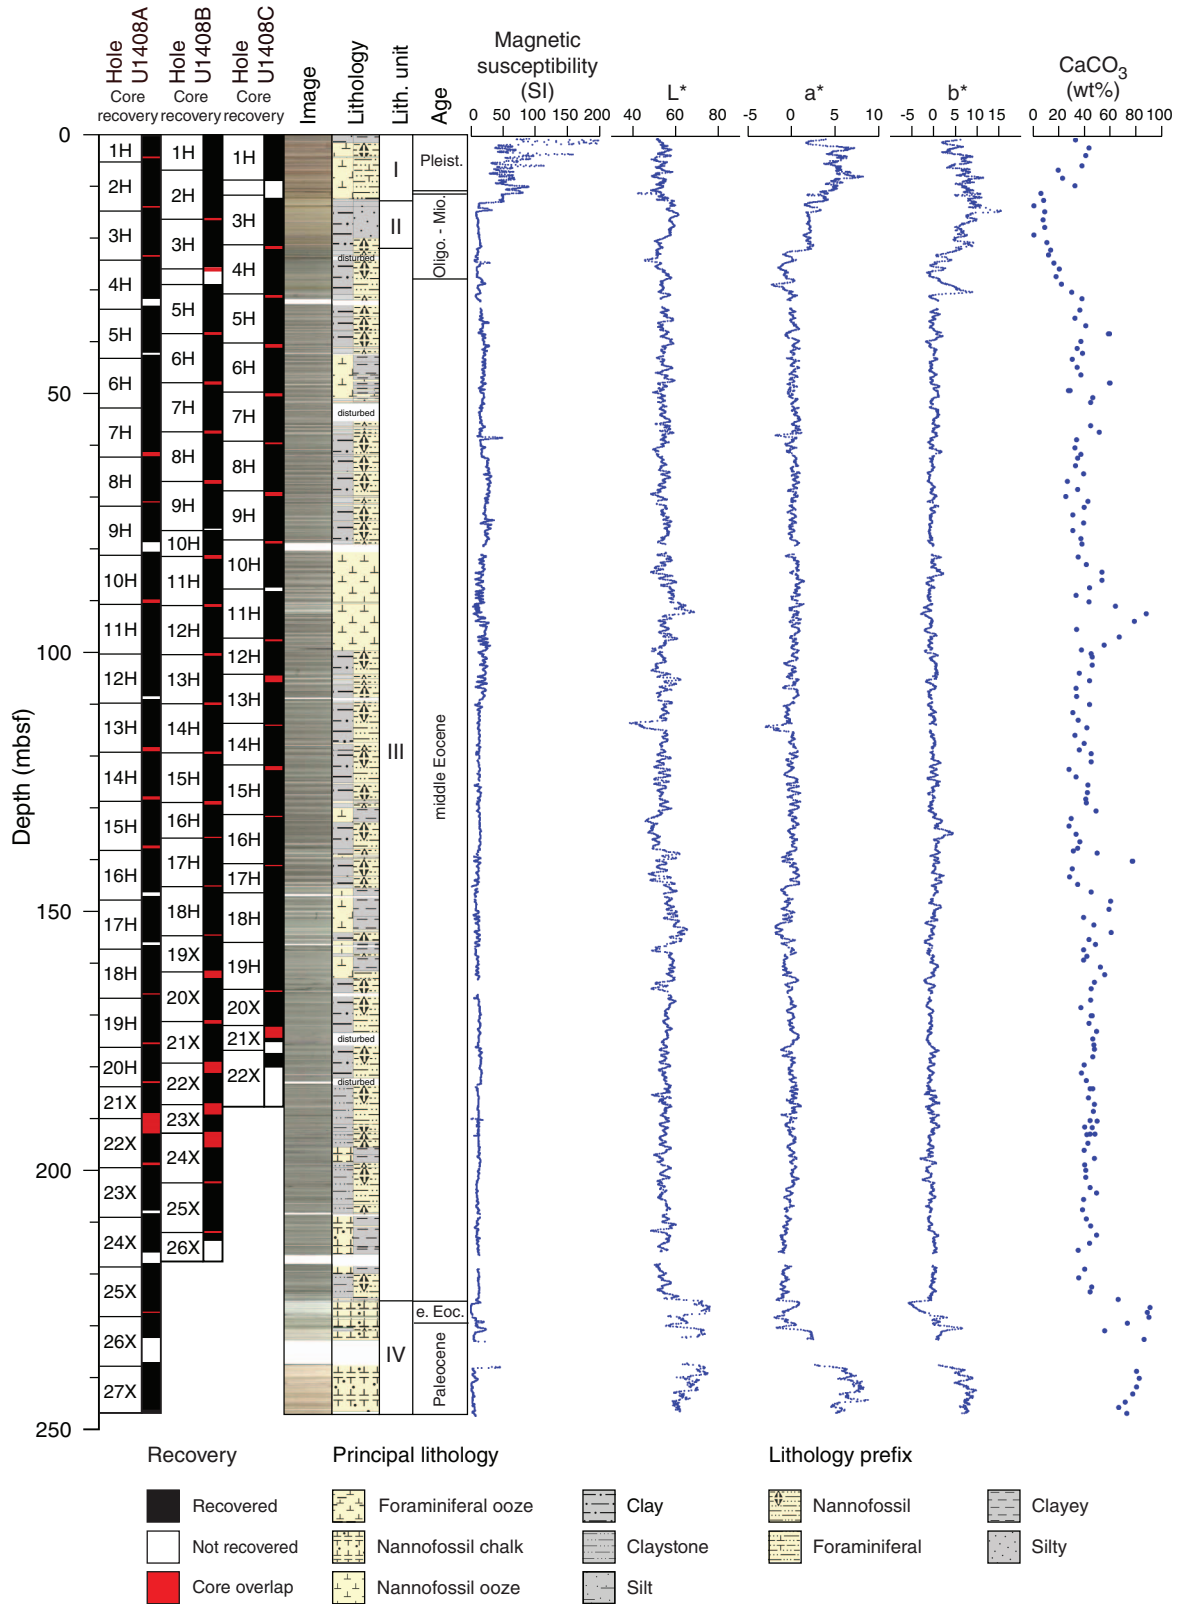 Hole
U1408A
Hole
U1408B
Hole
U1408C
Core
recovery
Core
recovery
Core
recovery
Image
Lithology
Lith. unit
Age
Magnetic
susceptibility
(SI)
L*
a*
b*
CaCO3
(wt%)
0 50 100 150 200
40 60 80
-5 0 5 10
-5 0 5 10 15
0 20 40 60 80 100
Depth (mbsf)
0
50
100
150
200
250
1H
2H
3H
4H
5H
6H
7H
8H
9H
10H
11H
12H
13H
14H
15H
16H
17H
18H
19H
20H
21X
22X
23X
24X
25X
26X
27X
1H
2H
3H
5H
6H
7H
8H
9H
10H
11H
12H
13H
14H
15H
16H
17H
18H
19X
20X
21X
22X
23X
24X
25X
26X
1H
3H
4H
5H
6H
7H
8H
9H
10H
11H
12H
13H
14H
15H
16H
17H
18H
19H
20X
21X
22X
disturbed
disturbed
disturbed
disturbed
I
II
III
IV
Pleist.
Oligo. - Mio.
middle Eocene
e. Eoc.
Paleocene
Recovery
Recovered
Not recovered
Core overlap
Principal lithology
Foraminiferal ooze
Nannofossil chalk
Nannofossil ooze
Clay
Claystone
Silt
Lithology prefix
Nannofossil
Foraminiferal
Clayey
Silty